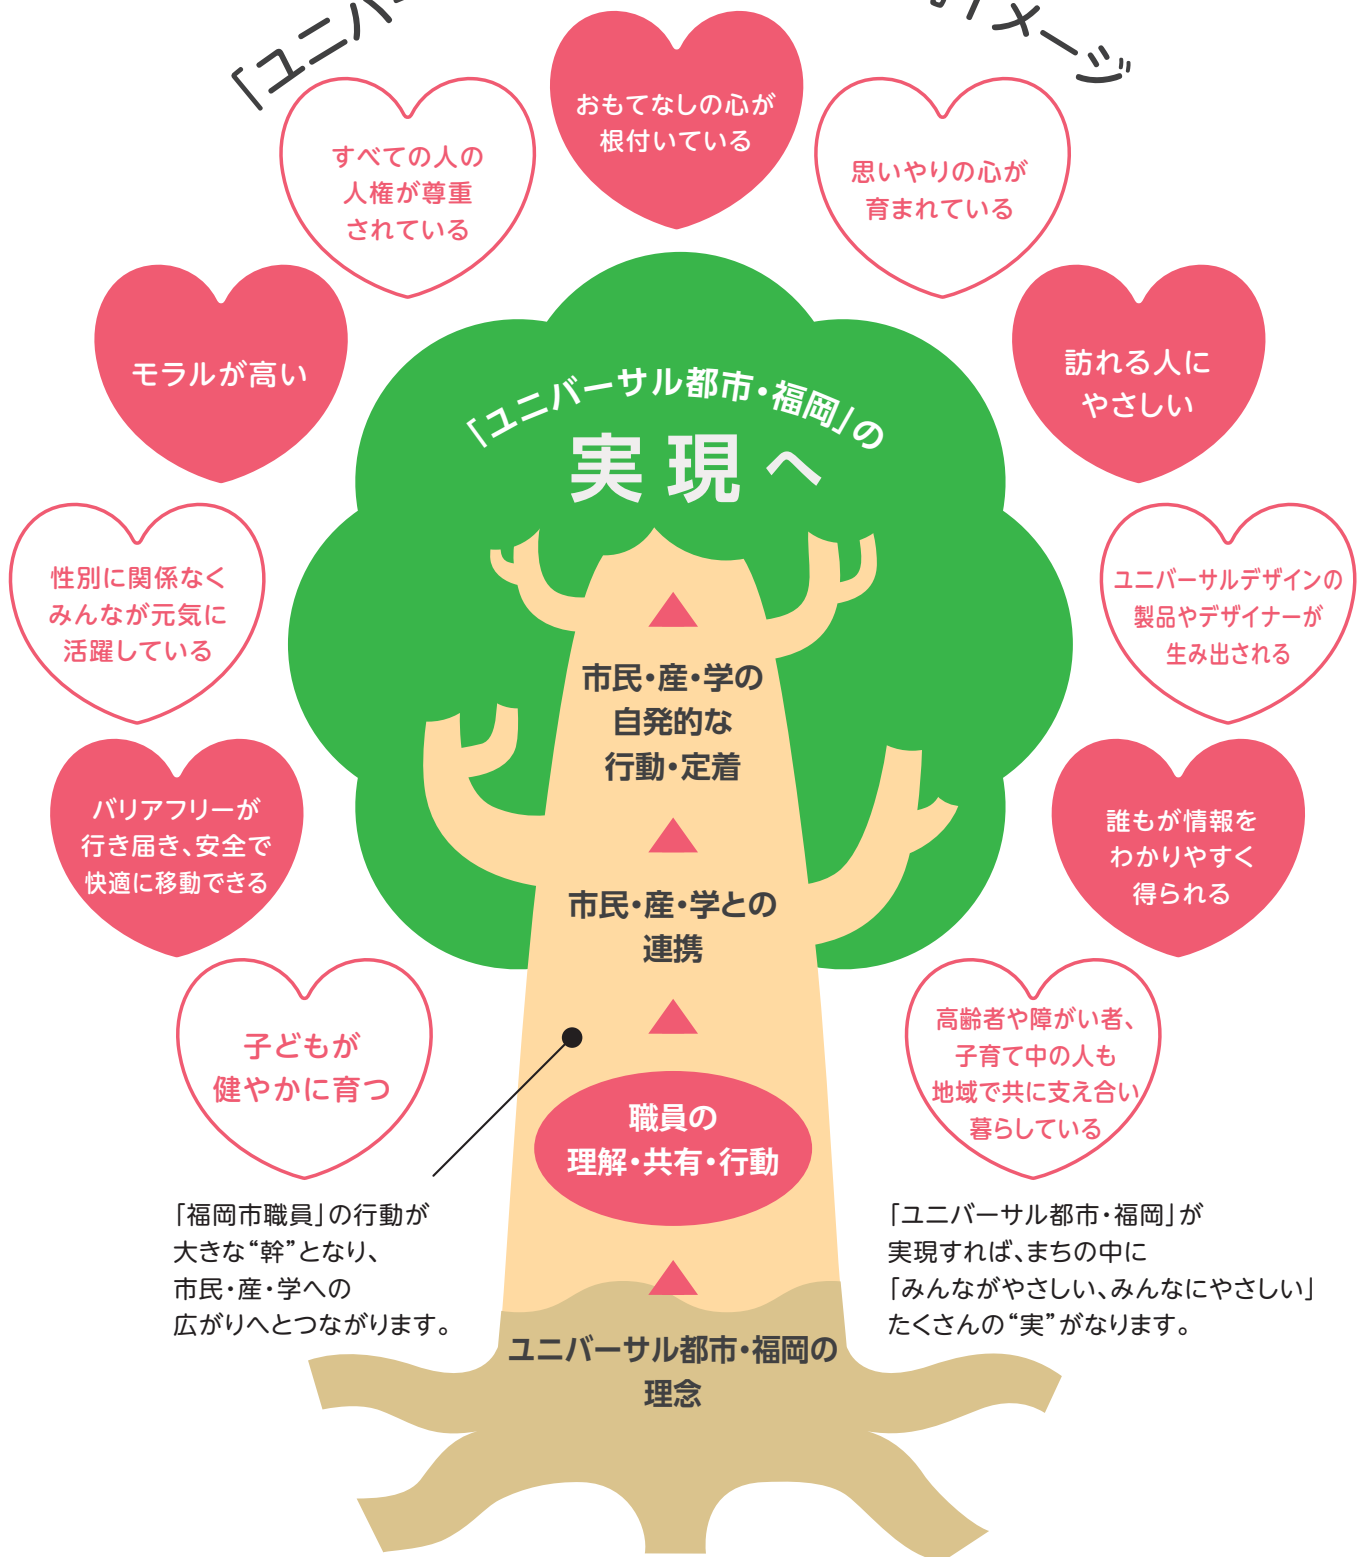 「ユニバ
イメージ
おもてなしの心が
根付いている
すべての人の
人権が尊重
されている
思いやりの心が
育まれている
モラルが高い
訪れる人に
やさしい
「ユニバーサル都市・福岡」の
実現へ
性別に関係なく
みんなが元気に
活躍している
ユニバーサルデザインの
製品やデザイナーが
生み出される
市民・産・学の
自発的な
行動・定着
バリアフリーが
行き届き、安全で
快適に移動できる
誰もが情報を
わかりやすく
得られる
市民・産・学との
連携
子どもが
健やかに育つ
高齢者や障がい者、
子育て中の人も
地域で共に支え合い
暮らしている
職員の
理解・共有・行動
「福岡市職員」の行動が
大きな“幹”となり、
市民・産・学への
広がりへとつながります。
「ユニバーサル都市・福岡」が
実現すれば、まちの中に
「みんながやさしい、みんなにやさしい」
たくさんの“実”がなります。
ユニバーサル都市・福岡の
理念